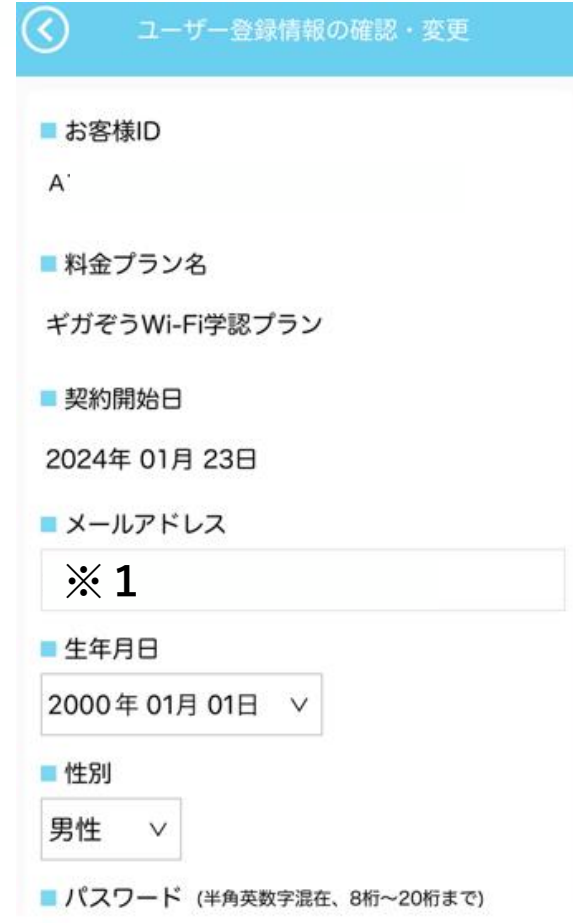 ユーザー登録情報の確認・変更
■ お客様ID
A
■ 料金プラン名
ギガぞうWi-Fi学認プラン
■ 契約開始日
2024年 01月 23日
■ メールアドレス
※1
■ 生年月日
2000年 01月 01日
■ 性別
男性
■ パスワード (半角英数字混在、8桁～20桁まで)